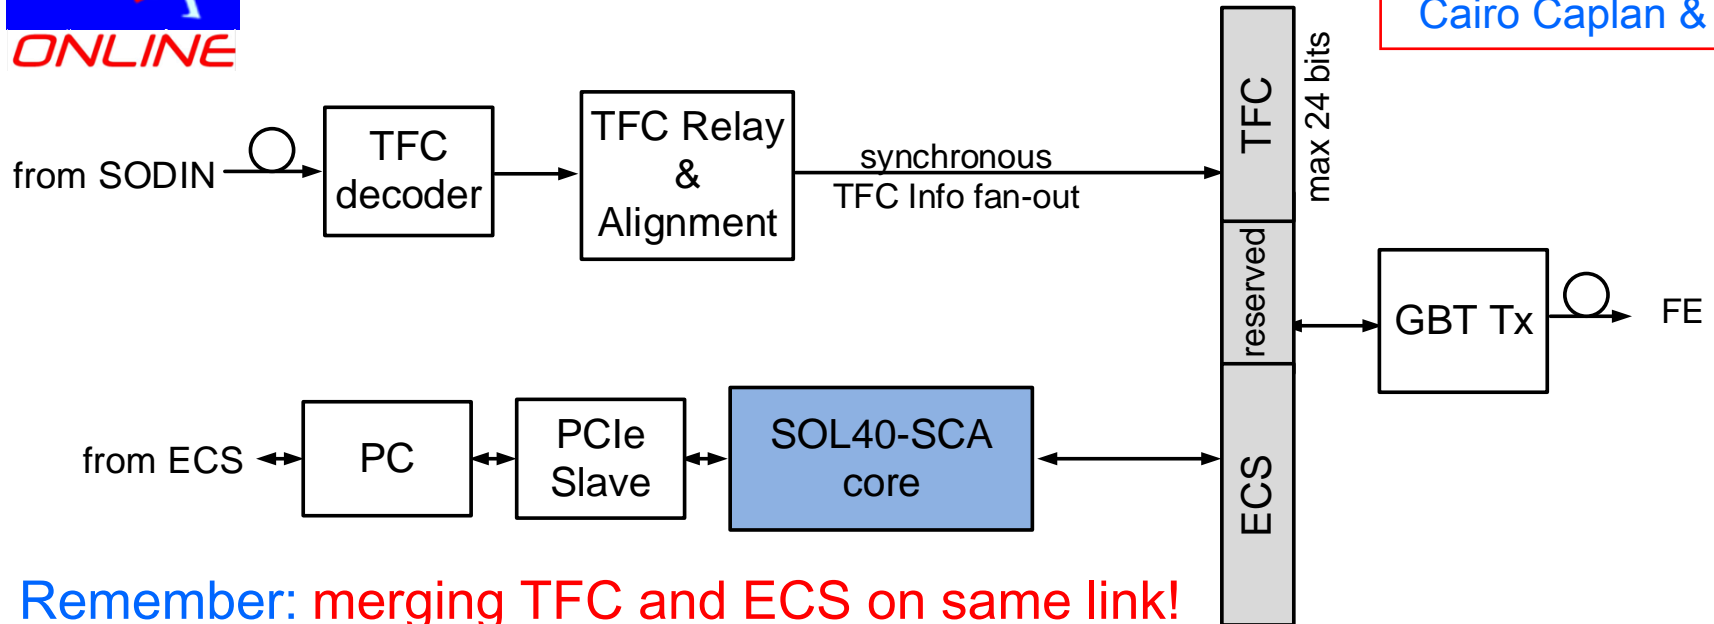 ONLINE
Cairo Caplan &
from SODIN
TFC
decoder
TFC Relay
&
Alignment
synchronous
TFC Info fan-out
TFC
max 24 bits
reserved
ECS
GBT Tx
FE
from ECS
PC
PCIe
Slave
SOL40-SCA
core
Remember: merging TFC and ECS on same link!